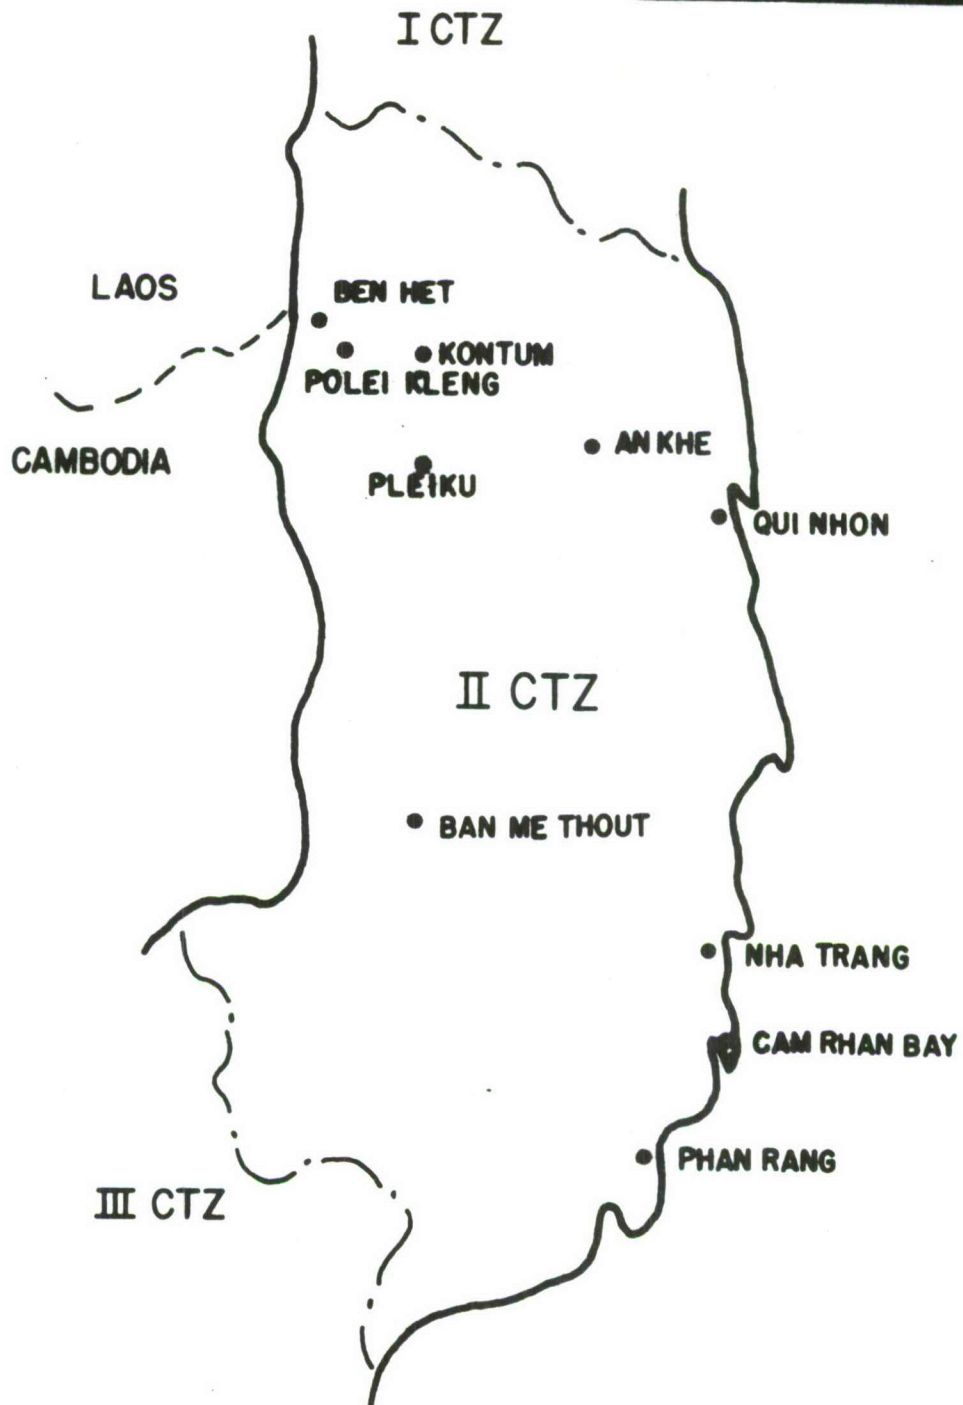 I CTZ
LAOS
BEN HET
KONTUM
POLEI KLENG
CAMBODIA
AN KHE
PLEIKU
QUI NHON
II CTZ
BAN ME THOUT
NHA TRANG
CAM RHAN BAY
PHAN RANG
III CTZ